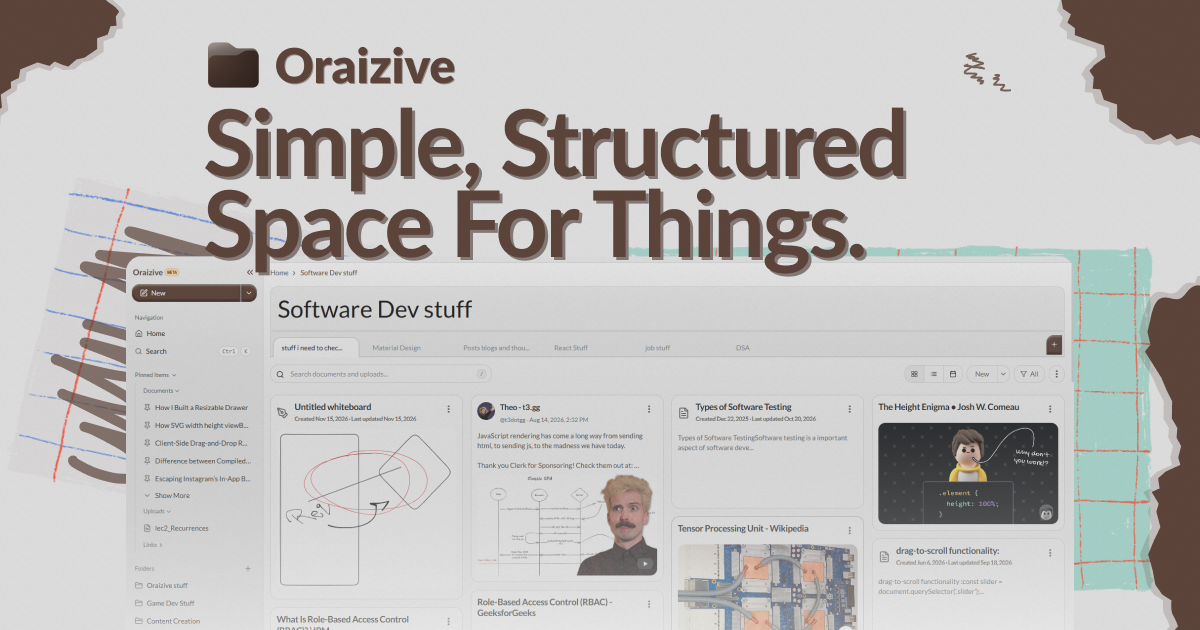 Oraizive
Simple, Structured
Space For Things.
Oraizive BETA
New
Navigation
Home
Search Ctrl K
Pinned Items
Documents
How I Built a Resizable Drawer
How SVG width height viewB...
Client-Side Drag-and-Drop R...
Difference between Compiled...
Escaping Instagram's In-App B...
Show More
Uploads
lec2_Recurrences
Links
Folders
Oraizive stuff
Game Dev Stuff
Content Creation
Home > Software Dev stuff
Software Dev stuff
stuff i need to chec... Material Design Posts blogs and thou... React Stuff job stuff DSA
Search documents and uploads... /
New All
Untitled whiteboard
Created Nov 15, 2026 • Last updated Nov 15, 2026
Rev
What Is Role-Based Access Control
Theo - t3.gg
@t3dotgg · Aug 14, 2026, 2:22 PM
JavaScript rendering has come a long way from sending
html, to sending js, to the madness we have today.
Thank you Clerk for Sponsoring! Check them out at: ...
Classic SPA
Role-Based Access Control (RBAC) -
GeeksforGeeks
Types of Software Testing
Created Dec 22, 2025 • Last updated Oct 20, 2026
Types of Software TestingSoftware testing is a important
aspect of software deve...
Tensor Processing Unit - Wikipedia
The Height Enigma • Josh W. Comeau
Why don't
you work!?
.element {
height: 100%;
}
drag-to-scroll functionality:
Created Jun 6, 2026 • Last updated Sep 18, 2026
drag-to-scroll functionality :const slider =
document.querySelector('.slider');...